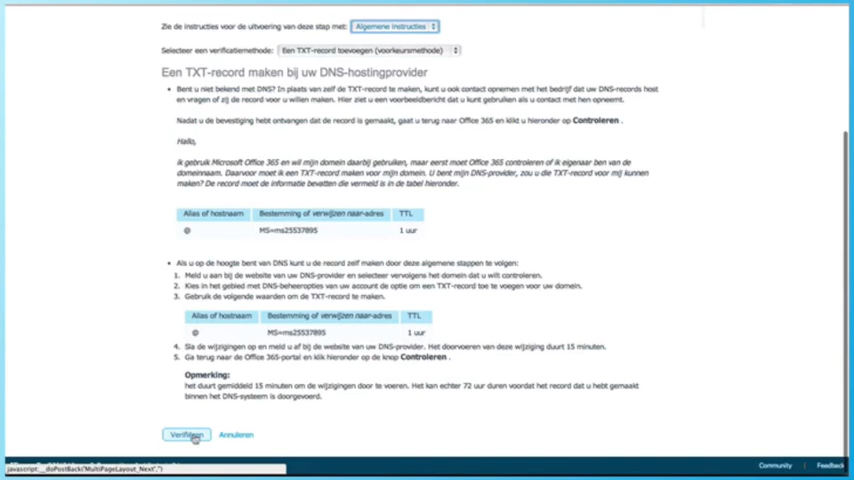 Zie de instructies voor de uitvoering van deze stap met: Algemene instructies
Selecteer een verificatiemethode: Een TXT-record toevoegen (voorkeursmethode)
Een TXT-record maken bij uw DNS-hostingprovider
• Bent u niet bekend met DNS? In plaats van zelf de TXT-record te maken, kunt u ook contact opnemen met het bedrijf dat uw DNS-records host
en vragen of zij de record voor u willen maken. Hier ziet u een voorbeeldbericht dat u kunt gebruiken als u contact met hen opneemt.
Nadat u de bevestiging hebt ontvangen dat de record is gemaakt, gaat u terug naar Office 365 en klikt u hieronder op Controleren .
Hallo,
ik gebruik Microsoft Office 365 en wil mijn domein daarbij gebruiken, maar eerst moet Office 365 controleren of ik eigenaar ben van de
domeinnaam. Daarvoor moet ik een TXT-record maken voor mijn domein. U bent mijn DNS-provider, zou u die TXT-record voor mij kunnen
maken? De record moet de informatie bevatten die vermeld is in de tabel hieronder.
Alias of hostnaam Bestemming of verwijzen naar-adres TTL
@ MS=ms25537895 1 uur
• Als u op de hoogte bent van DNS kunt u de record zelf maken door deze algemene stappen te volgen:
1. Meld u aan bij de website van uw DNS-provider en selecteer vervolgens het domein dat u wilt controleren.
2. Kies in het gebied met DNS-beheeropties van uw account de optie om een TXT-record toe te voegen voor uw domein.
3. Gebruik de volgende waarden om de TXT-record te maken.
Alias of hostnaam Bestemming of verwijzen naar-adres TTL
@ MS=ms25537895 1 uur
4. Sla de wijzigingen op en meld u af bij de website van uw DNS-provider. Het doorvoeren van deze wijziging duurt 15 minuten.
5. Ga terug naar de Office 365-portal en klik hieronder op de knop Controleren .
Opmerking:
het duurt gemiddeld 15 minuten om de wijzigingen door te voeren. Het kan echter 72 uur duren voordat het record dat u hebt gemaakt
binnen het DNS-systeem is doorgevoerd.
Verifiëren Annuleren
javascript:__doPostBack('MultiPageLayout_Next','')
Community | Feedback